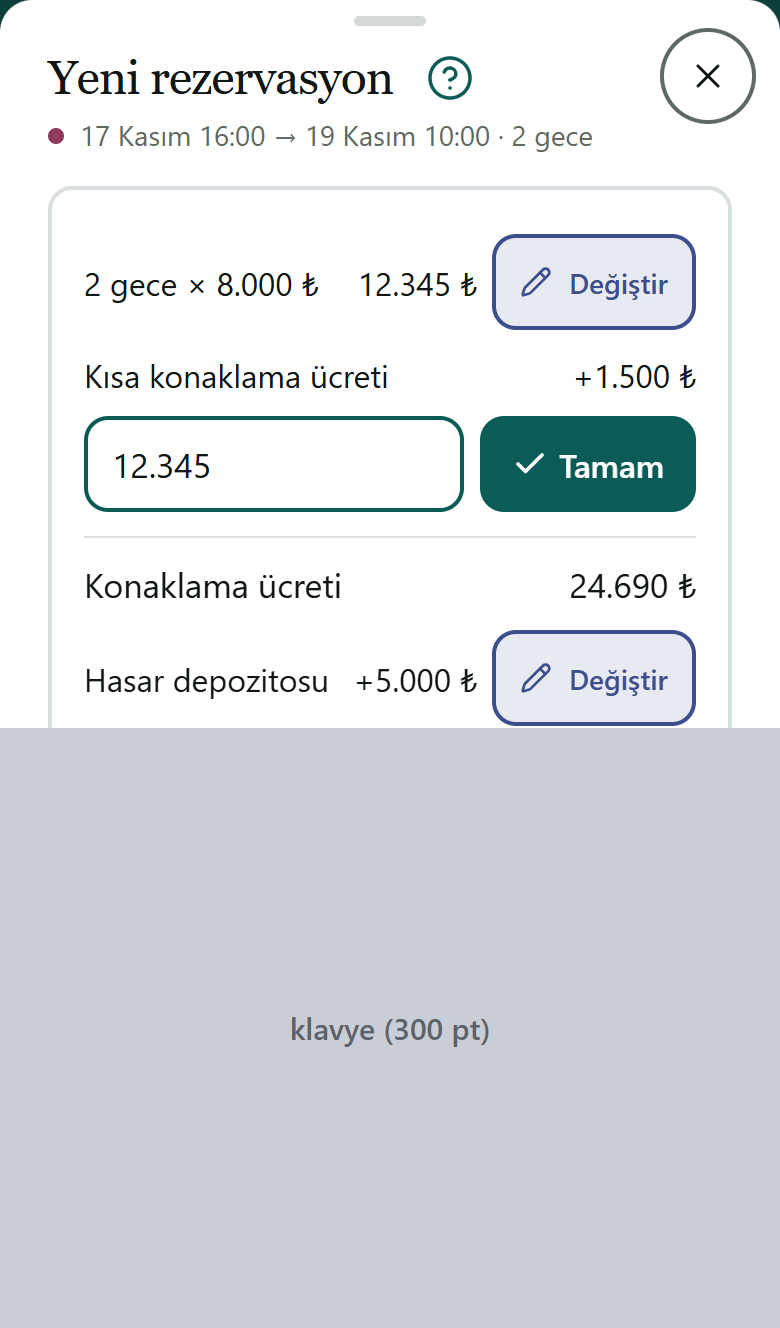 Yeni rezervasyon
17 Kasım 16:00 → 19 Kasım 10:00 · 2 gece
2 gece × 8.000 ₺ 12.345 ₺ Değiştir
Kısa konaklama ücreti +1.500 ₺
12.345 Tamam
Konaklama ücreti 24.690 ₺
Hasar depozitosu +5.000 ₺ Değiştir
klavye (300 pt)